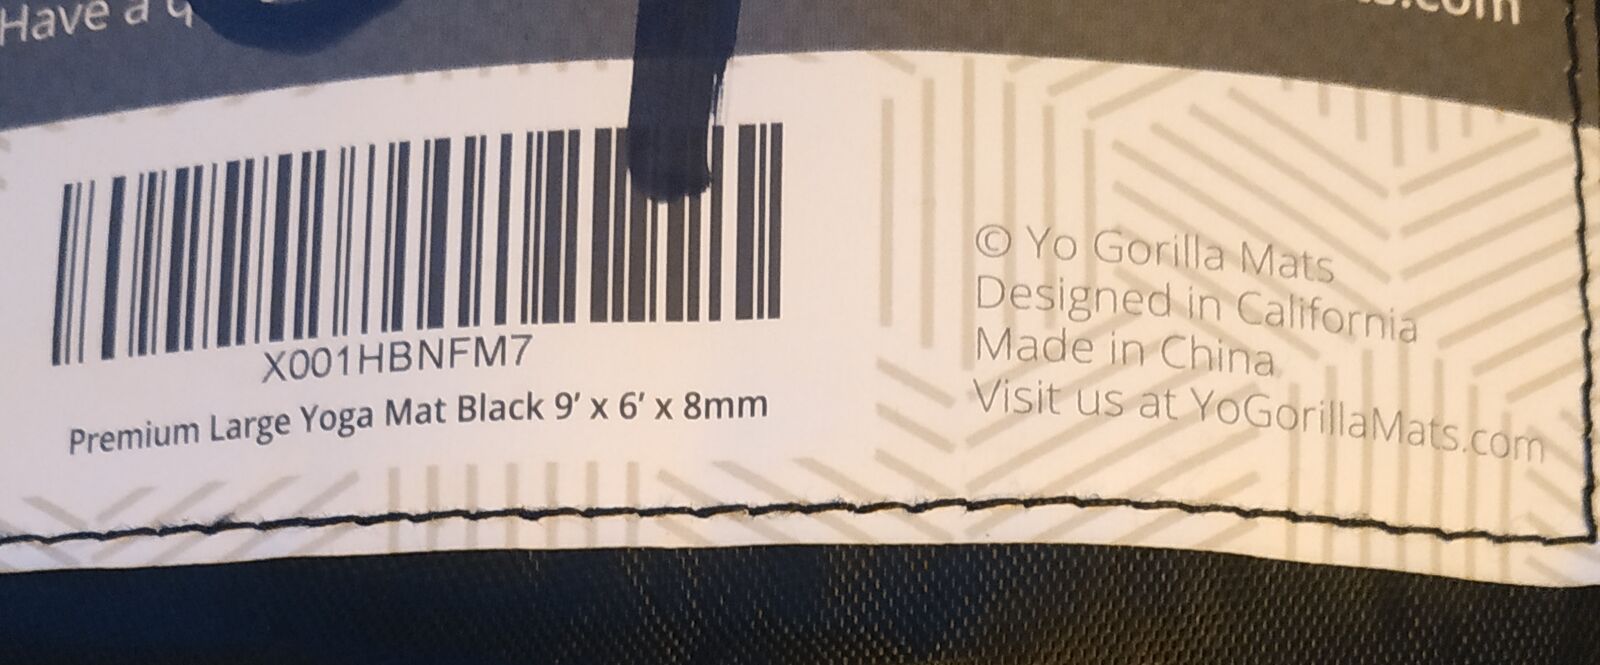 Have a
X001HBNFM7
Premium Large Yoga Mat Black 9' x 6' x 8mm
© Yo Gorilla Mats
Designed in California
Made in China
Visit us at YoGorillaMats.com